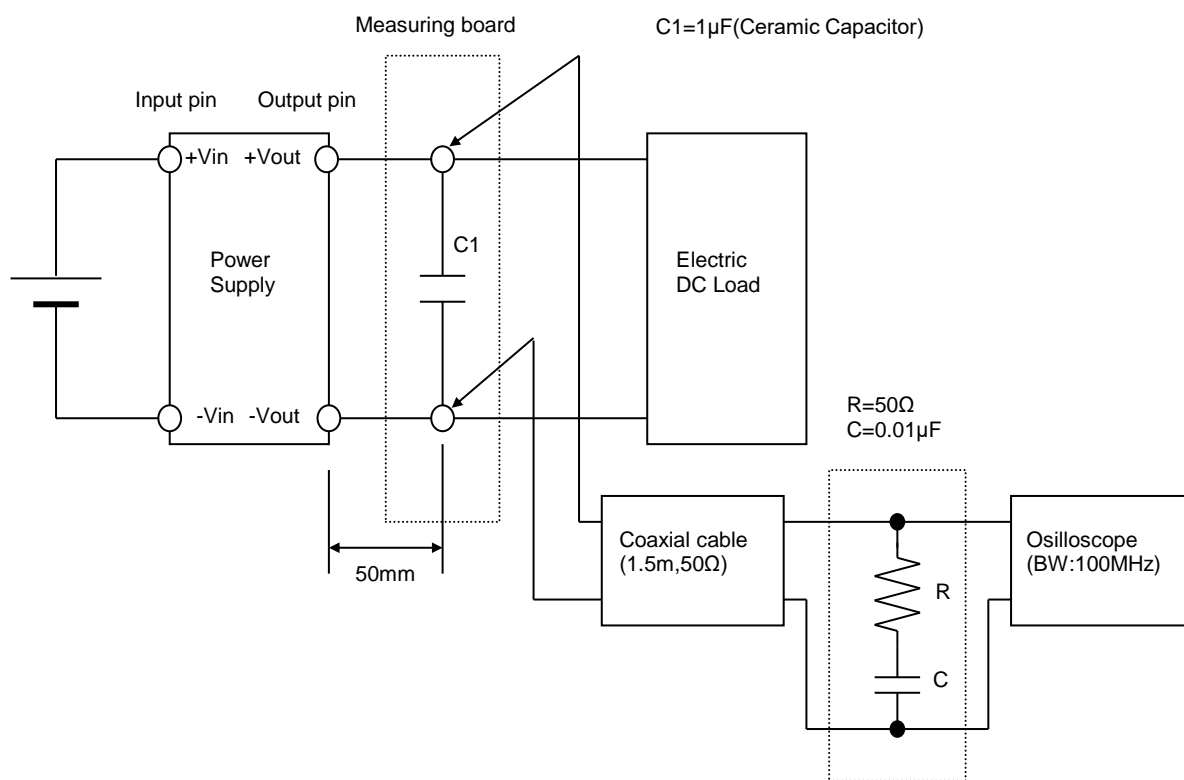 Measuring board
C1=1µF(Ceramic Capacitor)
Input pin
Output pin
+Vin
+Vout
C1
Power
Supply
Electric
DC Load
-Vin
-Vout
R=50Ω
C=0.01µF
50mm
Coaxial cable
(1.5m,50Ω)
R
C
Osilloscope
(BW:100MHz)